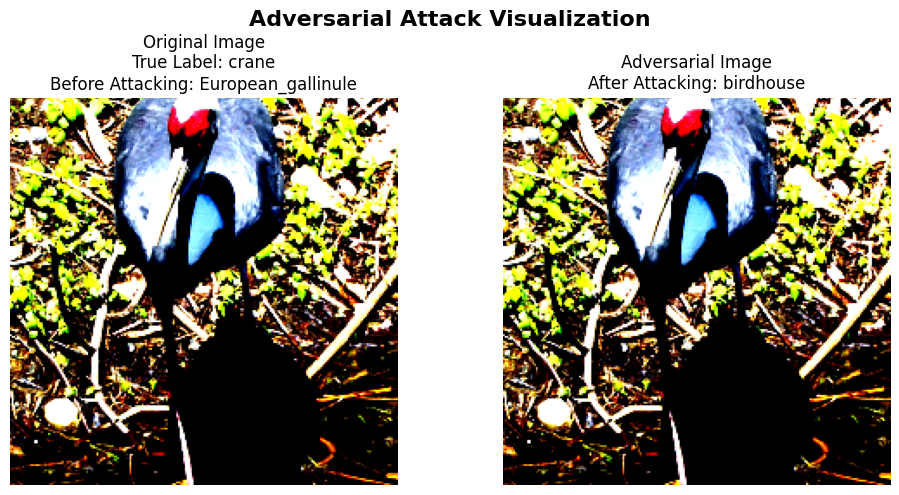 Adversarial Attack Visualization
Original Image
True Label: crane
Before Attacking: European_gallinule
Adversarial Image
After Attacking: birdhouse